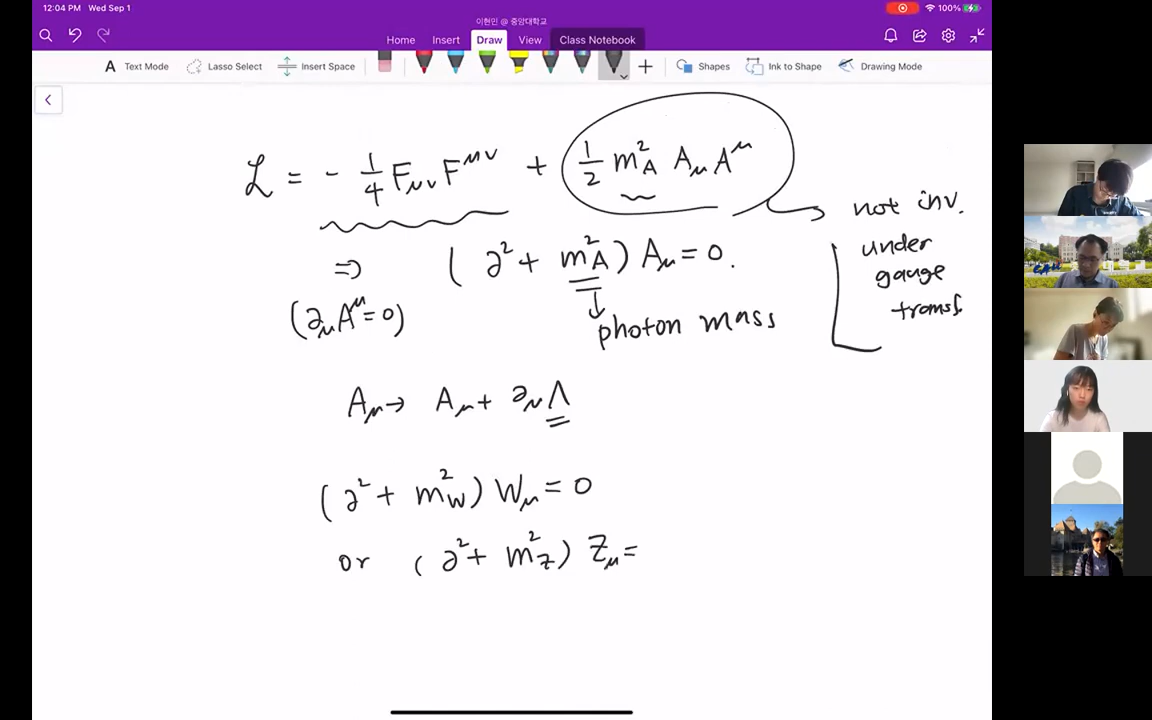 12:04 PM Wed Sep 1
100%
이현민 @ 중앙대학교
Home Insert Draw View Class Notebook
A Text Mode Lasso Select Insert Space Shapes Ink to Shape Drawing Mode
ℒ = - 1/4 F_μν F^μν + 1/2 m_A^2 A_μ A^μ
not inv.
under
gauge
transf.
⇒ (∂^2 + m_A^2) A_μ = 0.
(∂_μ A^μ = 0)
photon mass
A_μ → A_μ + ∂_μ Λ
(∂^2 + m_W^2) W_μ = 0
or (∂^2 + m_Z^2) Z_μ =